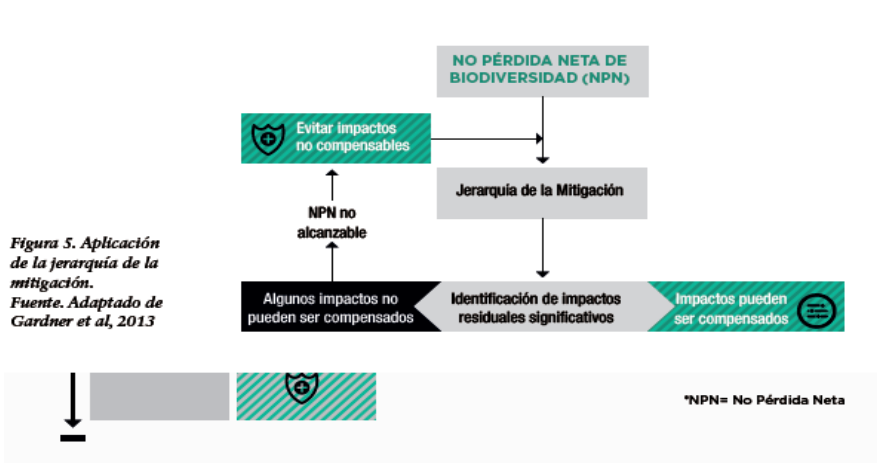 NO PÉRDIDA NETA DE
BIODIVERSIDAD (NPN)
Evitar impactos
no compensables
Jerarquía de la Mitigación
NPN no
alcanzable
Figura 5. Aplicación
de la jerarquía de la
mitigación.
Fuente. Adaptado de
Gardner et al, 2013
Algunos impactos no
pueden ser compensados
Identificación de impactos
residuales significativos
Impactos pueden
ser compensados
*NPN= No Pérdida Neta